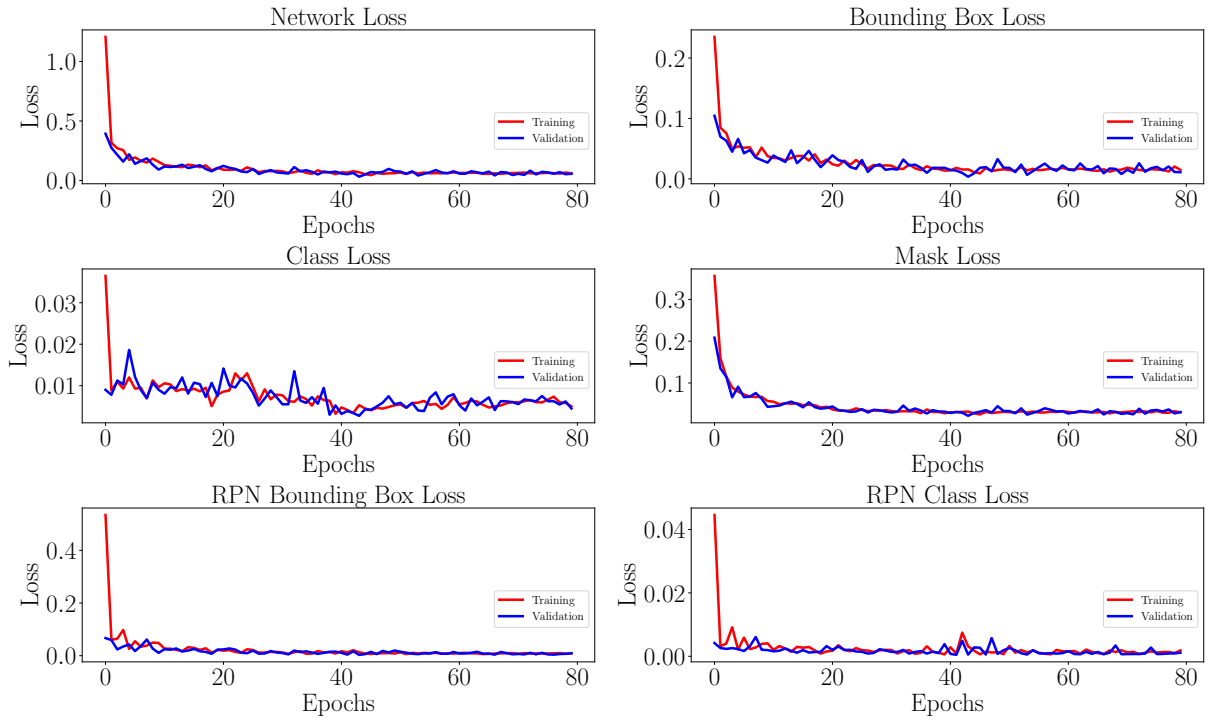 Network Loss
Loss
1.0
0.5
0.0
Training
Validation
0 20 40 60 80
Epochs
Bounding Box Loss
Loss
0.2
0.1
0.0
Training
Validation
0 20 40 60 80
Epochs
Class Loss
Loss
0.03
0.02
0.01
Training
Validation
0 20 40 60 80
Epochs
Mask Loss
Loss
0.3
0.2
0.1
Training
Validation
0 20 40 60 80
Epochs
RPN Bounding Box Loss
Loss
0.4
0.2
0.0
Training
Validation
0 20 40 60 80
Epochs
RPN Class Loss
Loss
0.04
0.02
0.00
Training
Validation
0 20 40 60 80
Epochs